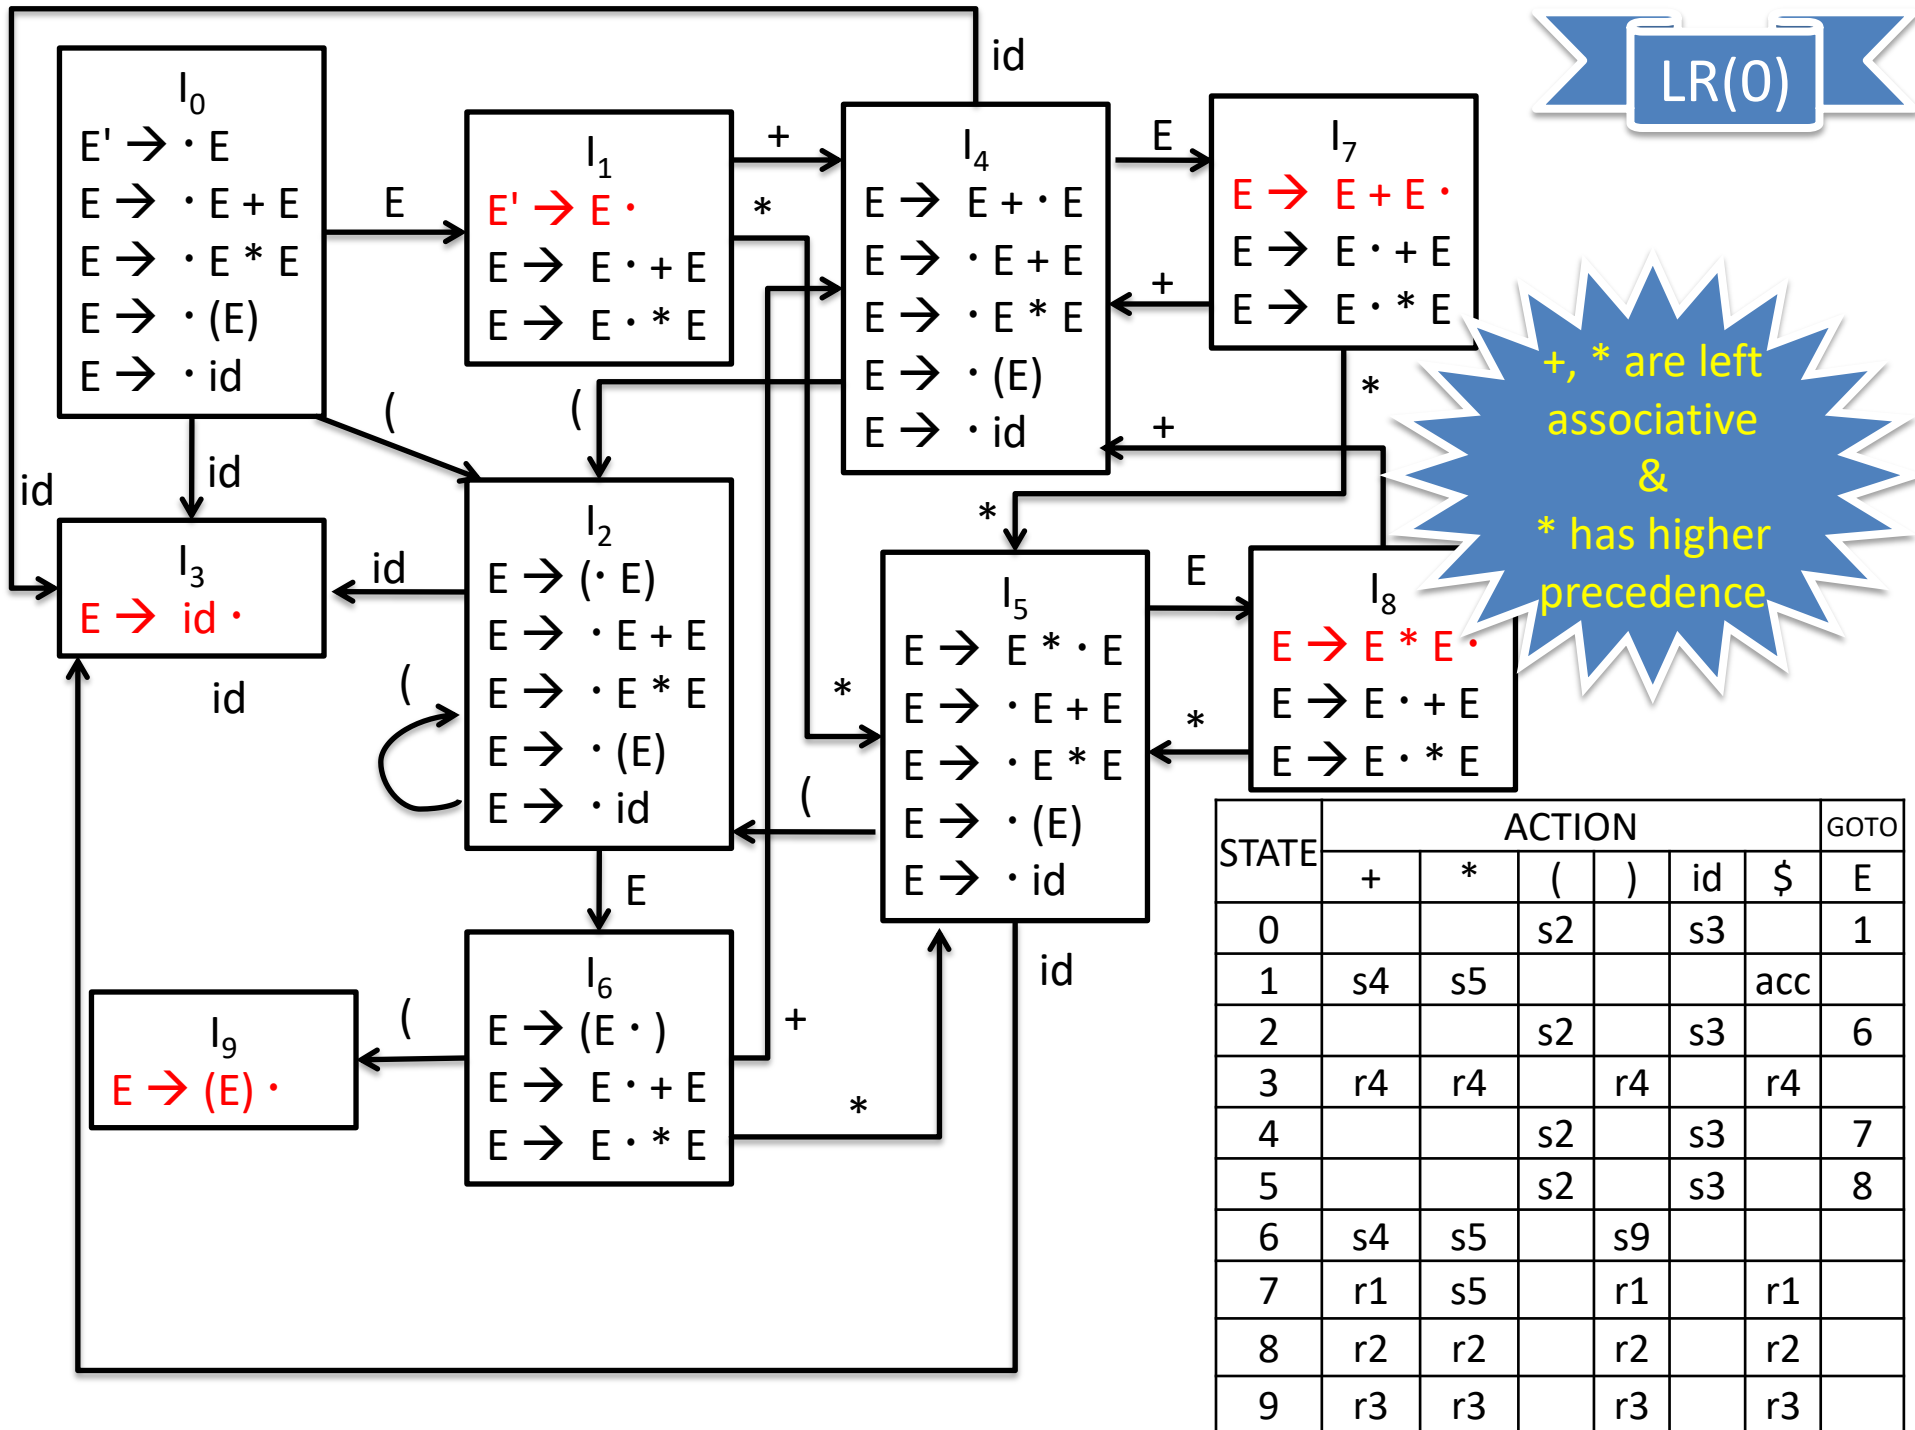 LR(0)
id
I0
E' → · E
E → · E + E
E → · E * E
E → · (E)
E → · id
E
(
id
id
I1
E' → E ·
E → E · + E
E → E · * E
+
*
I4
E → E + · E
E → · E + E
E → · E * E
E → · (E)
E → · id
E
(
I7
E → E + E ·
E → E · + E
E → E · * E
+
*
+
*
+, * are left
associative
&
* has higher
precedence
I3
E → id ·
id
id
I2
E → (· E)
E → · E + E
E → · E * E
E → · (E)
E → · id
(
E
*
I5
E → E * · E
E → · E + E
E → · E * E
E → · (E)
E → · id
E
(
id
I8
E → E * E ·
E → E · + E
E → E · * E
*
I9
E → (E) ·
(
I6
E → (E · )
E → E · + E
E → E · * E
+
*
STATE ACTION GOTO
+ * ( ) id $ E
0 s2 s3 1
1 s4 s5 acc
2 s2 s3 6
3 r4 r4 r4 r4
4 s2 s3 7
5 s2 s3 8
6 s4 s5 s9
7 r1 s5 r1 r1
8 r2 r2 r2 r2
9 r3 r3 r3 r3